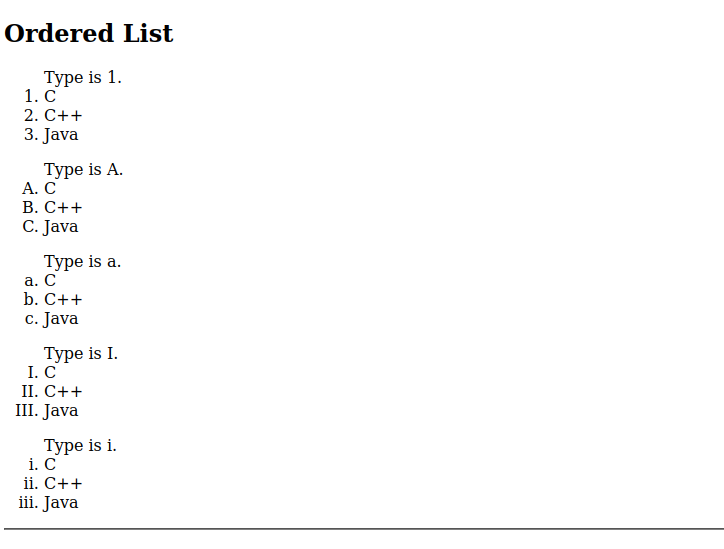 Ordered List
Type is 1.
1. C
2. C++
3. Java
Type is A.
A. C
B. C++
C. Java
Type is a.
a. C
b. C++
c. Java
Type is I.
I. C
II. C++
III. Java
Type is i.
i. C
ii. C++
iii. Java